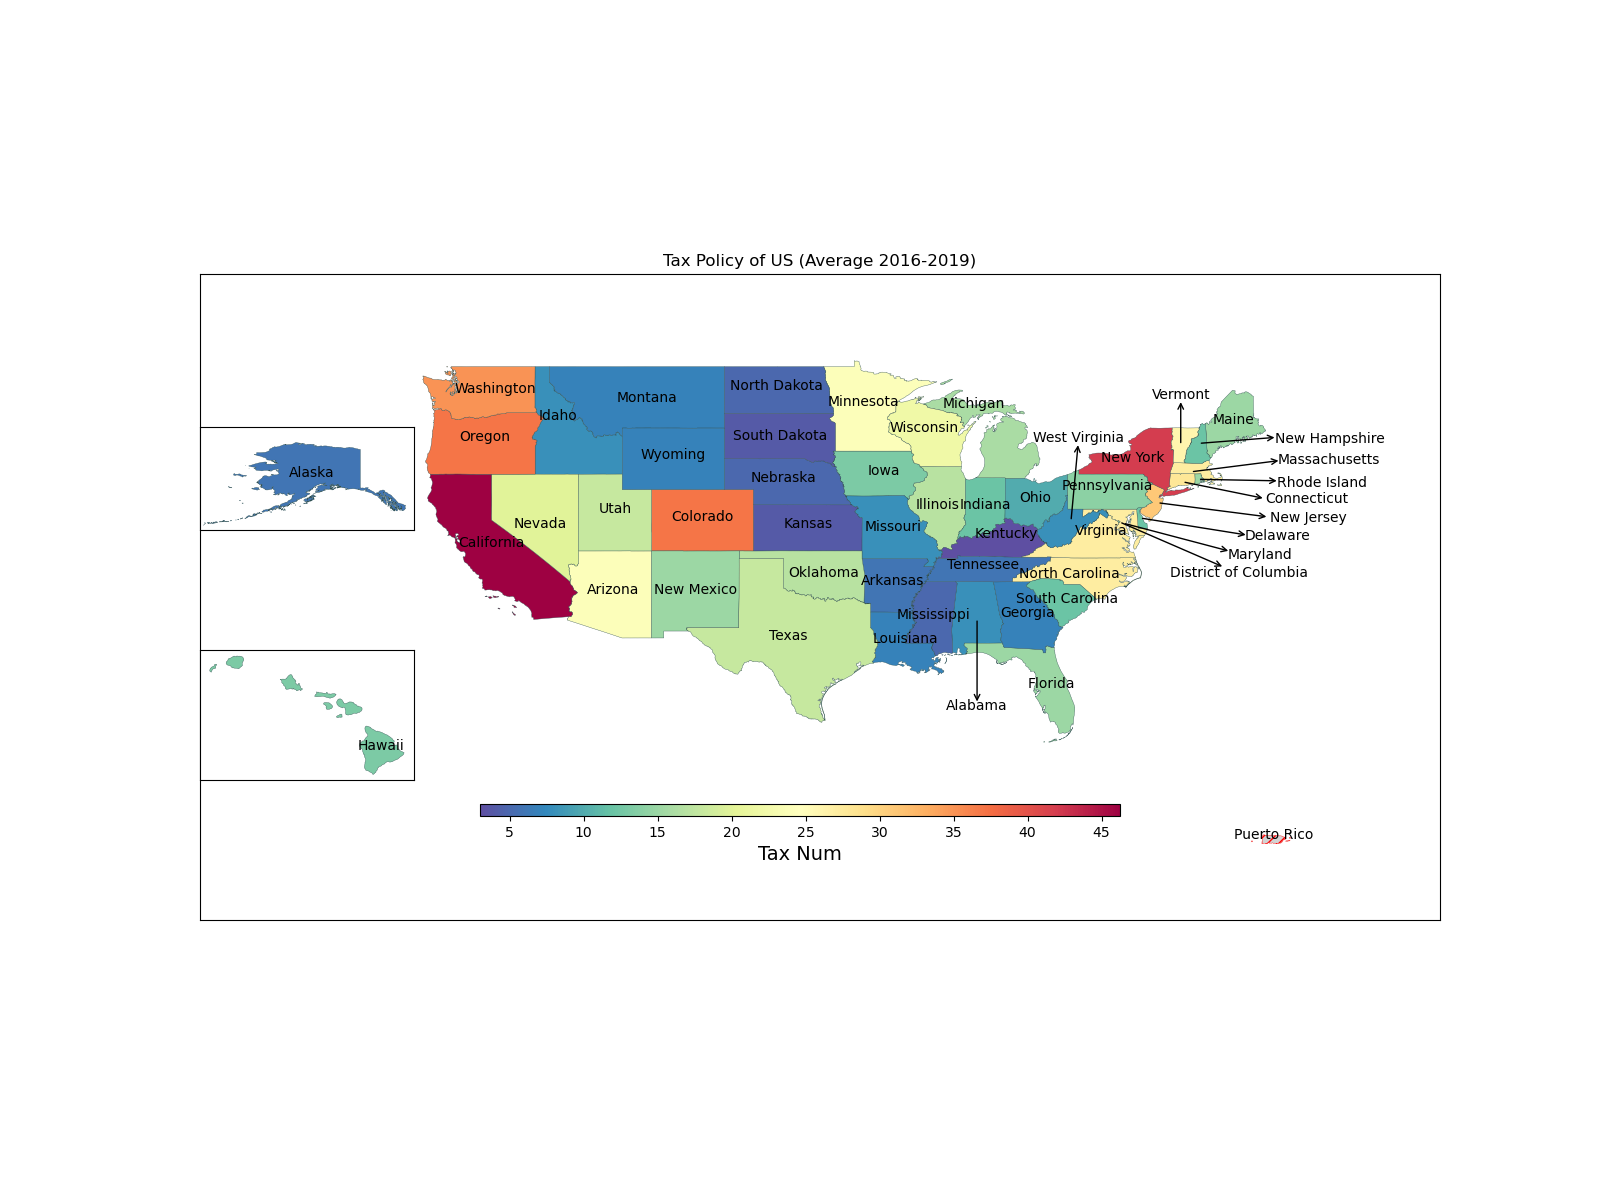 Tax Policy of US (Average 2016-2019)
Washington
Idaho
Montana
North Dakota
Minnesota
Michigan
Vermont
Maine
Oregon
Wyoming
South Dakota
Wisconsin
West Virginia
New York
New Hampshire
Massachusetts
Alaska
Nebraska
Iowa
Pennsylvania
Rhode Island
Connecticut
Nevada
Utah
Colorado
Kansas
Missouri
Illinois
Indiana
Ohio
New Jersey
California
Kentucky
Virginia
Delaware
Maryland
District of Columbia
Arizona
New Mexico
Oklahoma
Arkansas
Tennessee
North Carolina
South Carolina
Mississippi
Georgia
Texas
Louisiana
Florida
Alabama
Hawaii
5 10 15 20 25 30 35 40 45
Tax Num
Puerto Rico